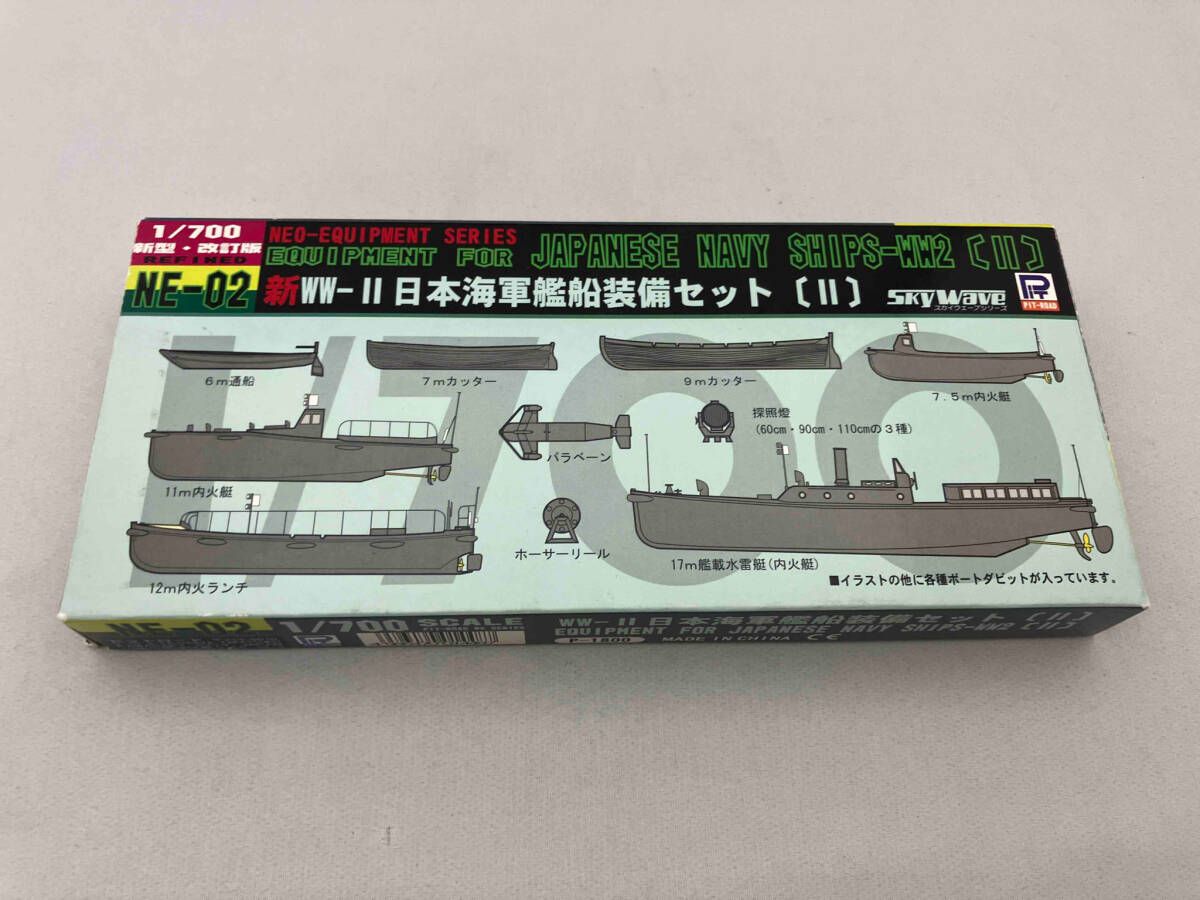 1/700
新型・改訂版
REFINED
NE-02
NEO-EQUIPMENT SERIES
EQUIPMENT FOR JAPANESE NAVY SHIPS-WW2〔II〕
新WW-II日本海軍艦船装備セット〔II〕
SkyWave
スカイウェーブシリーズ
PIT
PIT-ROAD
1/700
6m通船
7mカッター
9mカッター
7.5m内火艇
11m内火艇
パラベーン
探照燈
(60cm・90cm・110cmの3種)
12m内火ランチ
ホーサーリール
17m艦載水雷艇(内火艇)
■イラストの他に各種ボートダビットが入っています。
NE-02
1/700 SCALE
WW-II日本海軍艦船装備セット〔II〕
EQUIPMENT FOR JAPANESE NAVY SHIPS-WW2〔II〕
P-1500
MADE IN CHINA CE